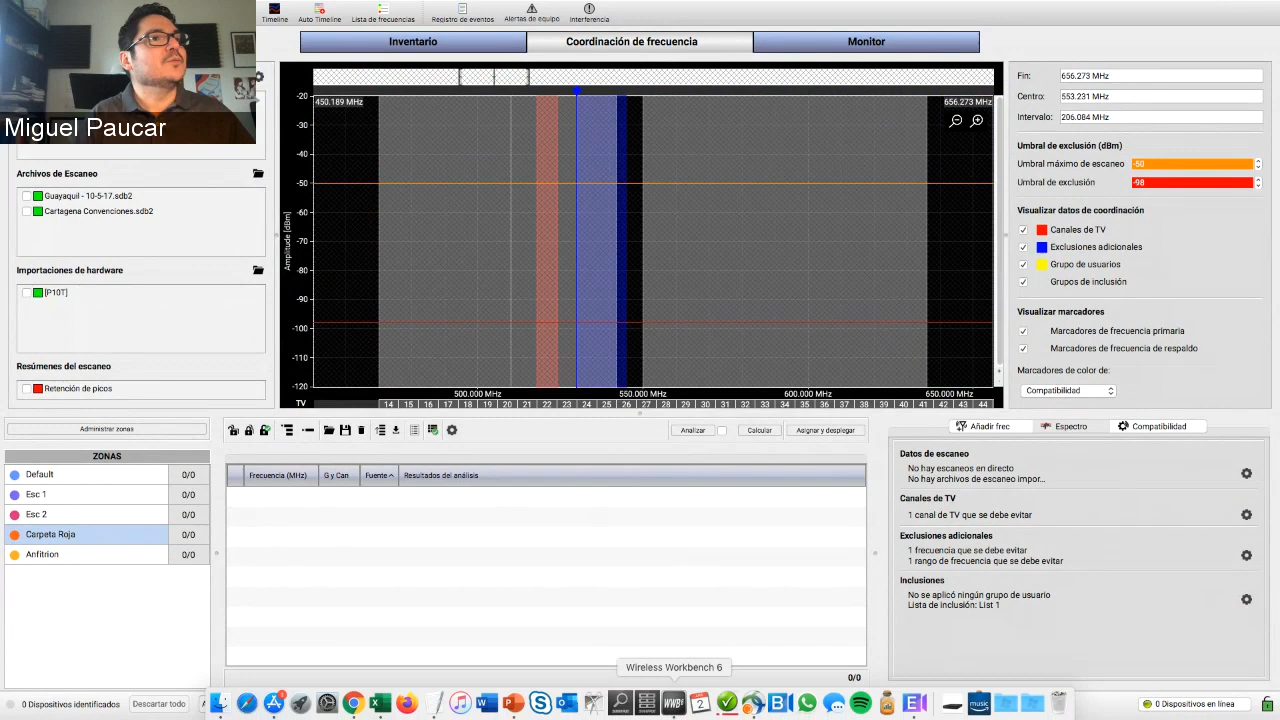 Timeline
Auto Timeline
Lista de frecuencias
Registro de eventos
Alertas de equipo
Interferencia
Inventario
Coordinación de frecuencia
Monitor
Miguel Paucar
Archivos de Escaneo
Guayaquil - 10-5-17.sdb2
Cartagena Convenciones.sdb2
Importaciones de hardware
[P10T]
Resúmenes del escaneo
Retención de picos
450.189 MHz
656.273 MHz
Amplitude [dBm]
-20
-30
-40
-50
-60
-70
-80
-90
-100
-110
-120
500.000 MHz
550.000 MHz
600.000 MHz
650.000 MHz
TV
14 15 16 17 18 19 20 21 22 23 24 25 26 27 28 29 30 31 32 33 34 35 36 37 38 39 40 41 42 43 44
Fin: 656.273 MHz
Centro: 553.231 MHz
Intervalo: 206.084 MHz
Umbral de exclusión (dBm)
Umbral máximo de escaneo -50
Umbral de exclusión -98
Visualizar datos de coordinación
Canales de TV
Exclusiones adicionales
Grupo de usuarios
Grupos de inclusión
Visualizar marcadores
Marcadores de frecuencia primaria
Marcadores de frecuencia de respaldo
Marcadores de color de:
Compatibilidad
Administrar zonas
ZONAS
Default 0/0
Esc 1 0/0
Esc 2 0/0
Carpeta Roja 0/0
Anfitrion 0/0
Analizar
Calcular
Asignar y desplegar
Frecuencia (MHz)
G y Can
Fuente
Resultados del análisis
0/0
Añadir frec
Espectro
Compatibilidad
Datos de escaneo
No hay escaneos en directo
No hay archivos de escaneo impor...
Canales de TV
1 canal de TV que se debe evitar
Exclusiones adicionales
1 frecuencia que se debe evitar
1 rango de frecuencia que se debe evitar
Inclusiones
No se aplicó ningún grupo de usuario
Lista de inclusión: List 1
Wireless Workbench 6
0 Dispositivos identificados
Descartar todo
WWB
music
0 Dispositivos en línea